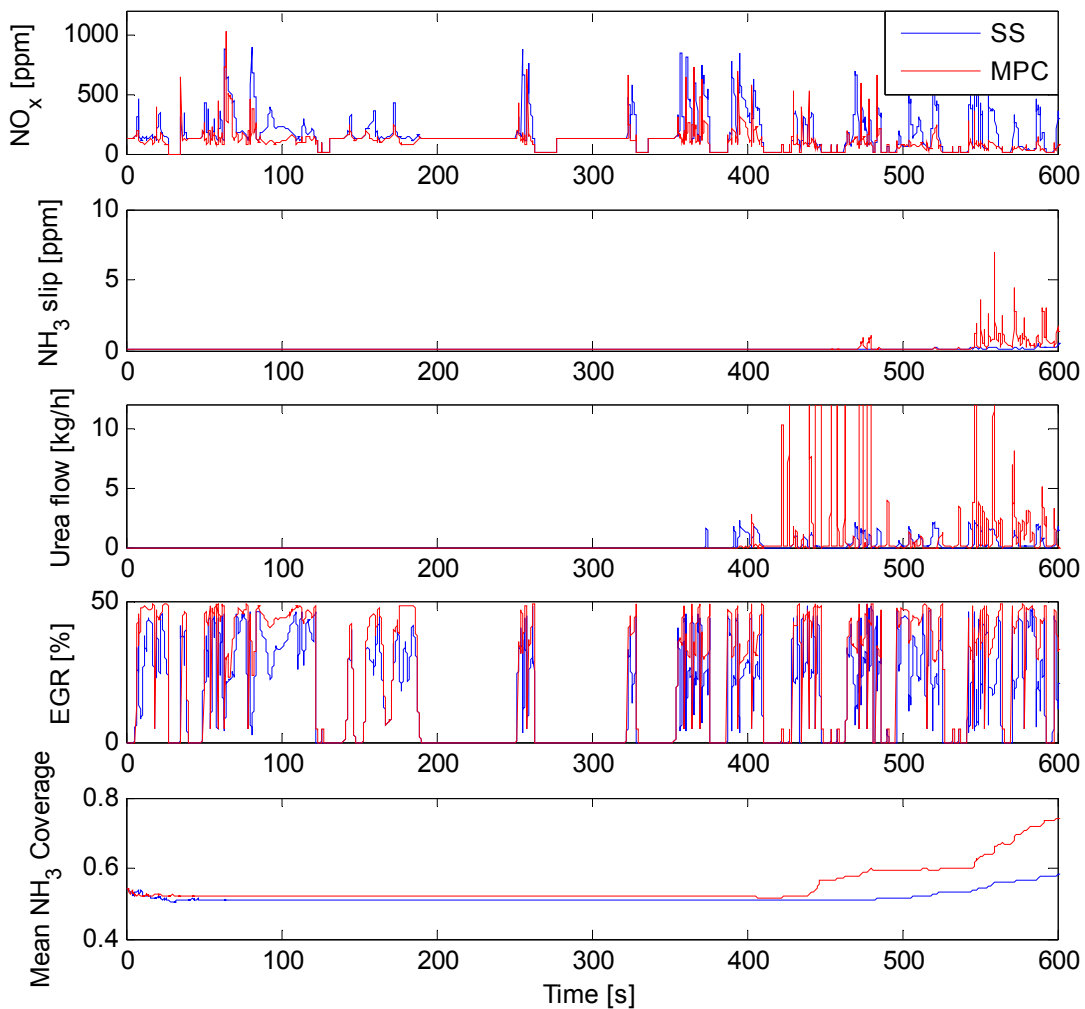 NOx [ppm]
1000
500
0
0 100 200 300 400 500 600
SS
MPC
NH3 slip [ppm]
10
5
0
0 100 200 300 400 500 600
Urea flow [kg/h]
10
5
0
0 100 200 300 400 500 600
EGR [%]
50
0
0 100 200 300 400 500 600
Mean NH3 Coverage
0.8
0.6
0.4
0 100 200 300 400 500 600
Time [s]